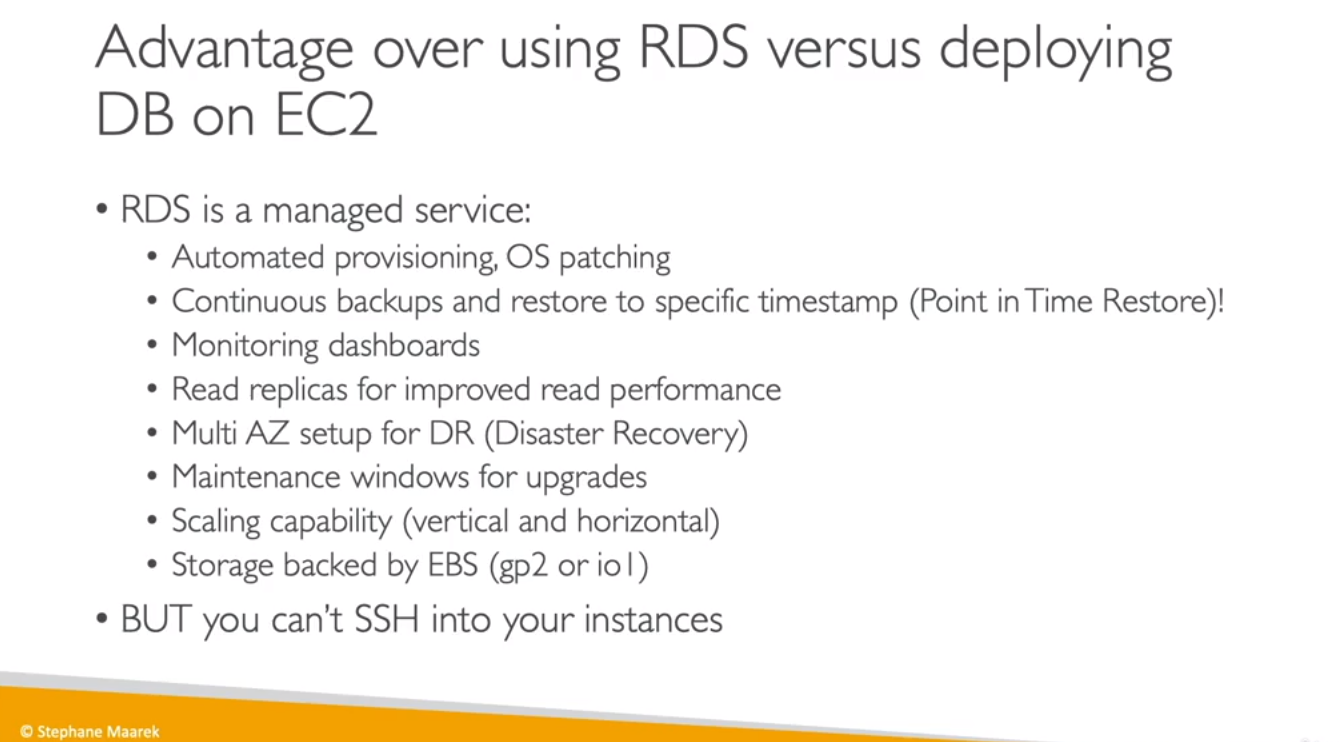 Advantage over using RDS versus deploying
DB on EC2
• RDS is a managed service:
• Automated provisioning, OS patching
• Continuous backups and restore to specific timestamp (Point in Time Restore)!
• Monitoring dashboards
• Read replicas for improved read performance
• Multi AZ setup for DR (Disaster Recovery)
• Maintenance windows for upgrades
• Scaling capability (vertical and horizontal)
• Storage backed by EBS (gp2 or io1)
• BUT you can’t SSH into your instances
© Stephane Maarek